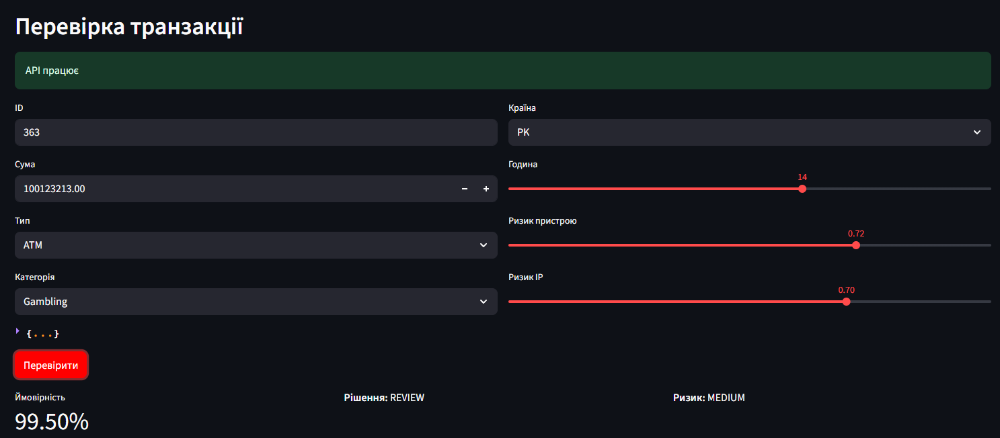 Перевірка транзакції
API працює
ID
363
Сума
100123213.00
Тип
ATM
Категорія
Gambling
Країна
PK
Година
14
Ризик пристрою
0.72
Ризик IP
0.70
{...}
Перевірити
Ймовірність
99.50%
Рішення: REVIEW
Ризик: MEDIUM